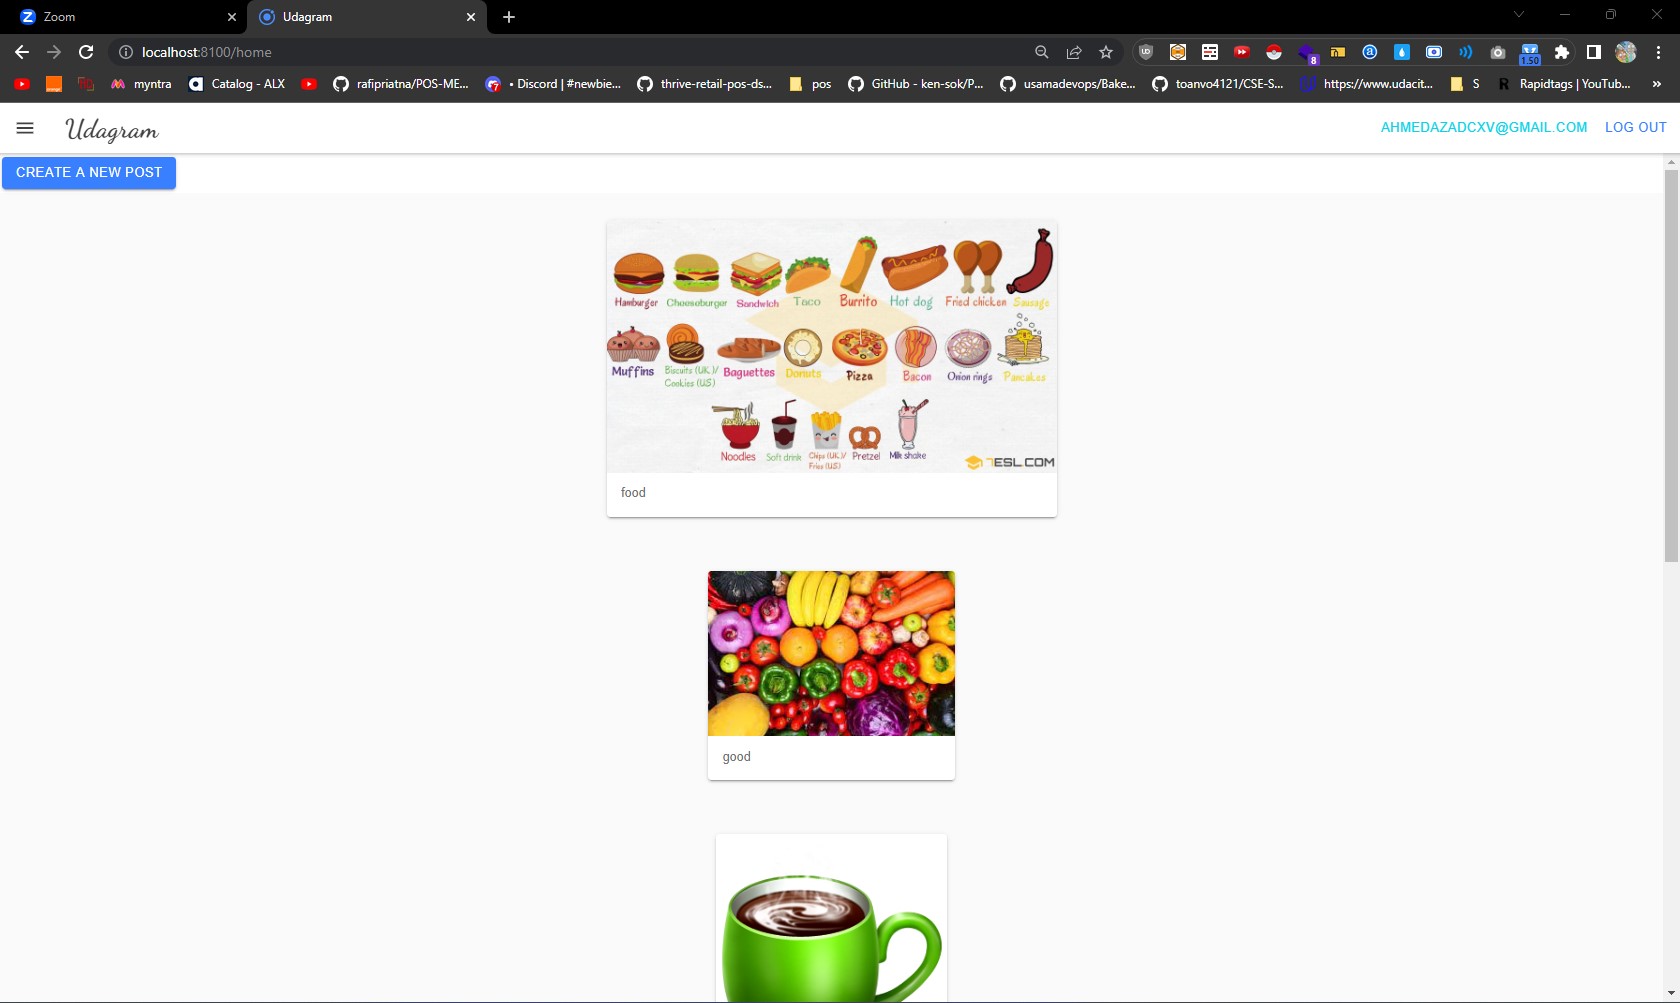 Zoom
Udagram
localhost:8100/home
8
1.50
myntra
Catalog - ALX
rafipriatna/POS-ME...
• Discord | #newbie...
thrive-retail-pos-ds...
pos
GitHub - ken-sok/P...
usamadevops/Bake...
toanvo4121/CSE-S...
https://www.udacit...
S
R
Rapidtags | YouTub...
»
Udagram
AHMEDAZADCXV@GMAIL.COM
LOG OUT
CREATE A NEW POST
Hamburger
Cheeseburger
Sandwich
Taco
Burrito
Hot dog
Fried chicken
Sausage
Muffins
Biscuits (UK)/
Cookies (US)
Baguettes
Donuts
Pizza
Bacon
Onion rings
Pancakes
Noodles
Soft drink
Chips (UK)/
Fries (US)
Pretzel
Milk shake
7ESL.COM
food
good